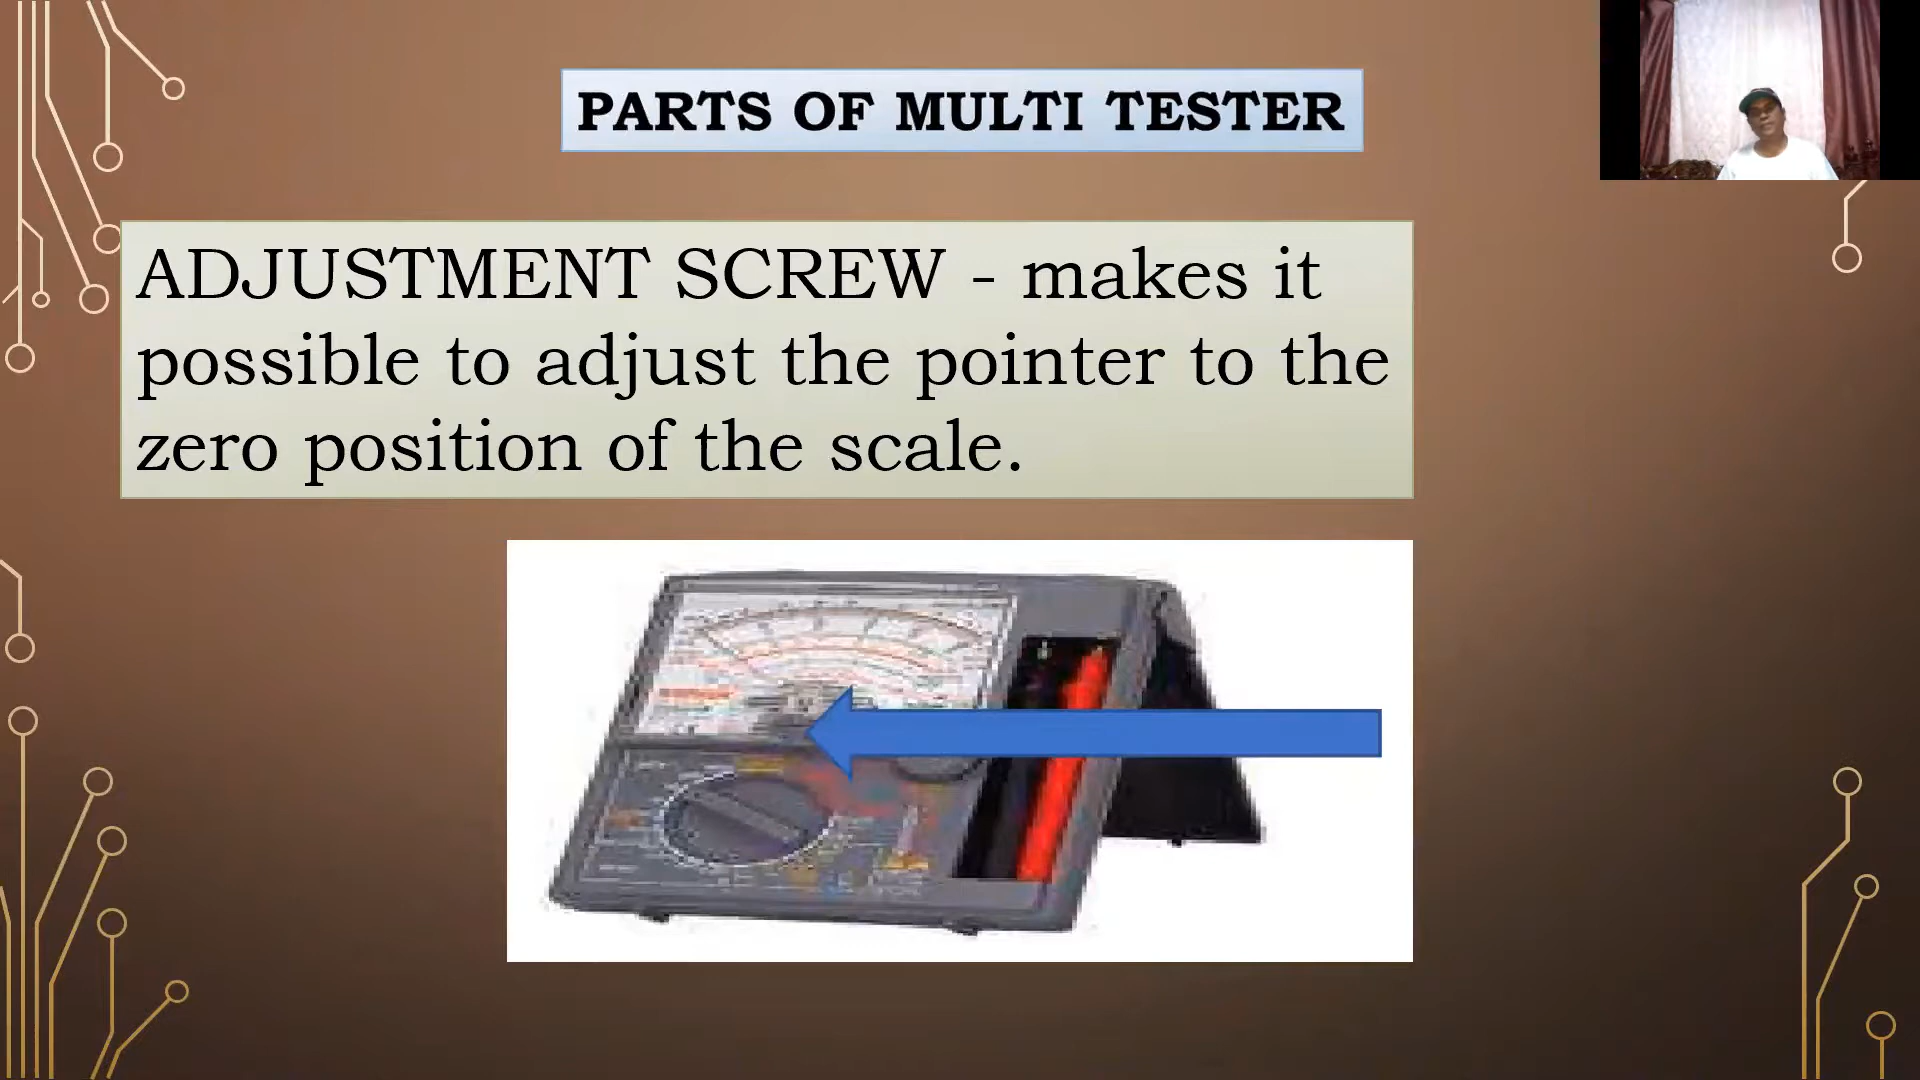 PARTS OF MULTI TESTER
ADJUSTMENT SCREW - makes it
possible to adjust the pointer to the
zero position of the scale.